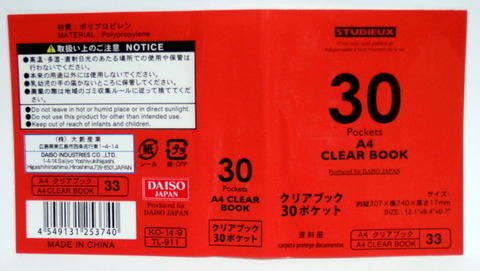 材質：ポリプロピレン
MATERIAL : Polypropylene
取扱い上のご注意 NOTICE
●高温・多湿・直射日光のあたる場所での使用や保管は
行わないでください。
●本来の用途以外には使用しないでください。
●乳幼児の手の届かないところに保管してください。
●廃棄の際は地域のゴミ収集ルールに従って捨ててくだ
さい。
●Do not leave in hot or humid place or in direct sunlight.
●Do not use this product for other than intended use.
●Keep out of reach of infants and children.
(株)大創産業
広島県東広島市西条吉行東1-4-14
DAISO INDUSTRIES CO.,LTD.
1-4-14 Saijyo Yoshiyukihigashi,
Higashihiroshima,Hiroshima,739-8501JAPAN
紙
シール
袋 OPP
A4 クリアブック
A4 CLEAR BOOK
33
4 549131 253740
MADE IN CHINA
DAISO
JAPAN
Produced for
DAISO JAPAN
KO-14-9
TL-911
30
Pockets
A4 CLEAR
BOOK
クリアブック
30ポケット
STUDIEUX
30
Pockets
A4
CLEAR BOOK
Produced for DAISO JAPAN
クリアブック
30ポケット
サイズ：
約縦307×横240×厚さ17mm
SIZE : 12.1"×9.4"×0.7"
資料册
carpeta protege documentos
A4 クリアブック
A4 CLEAR BOOK
33